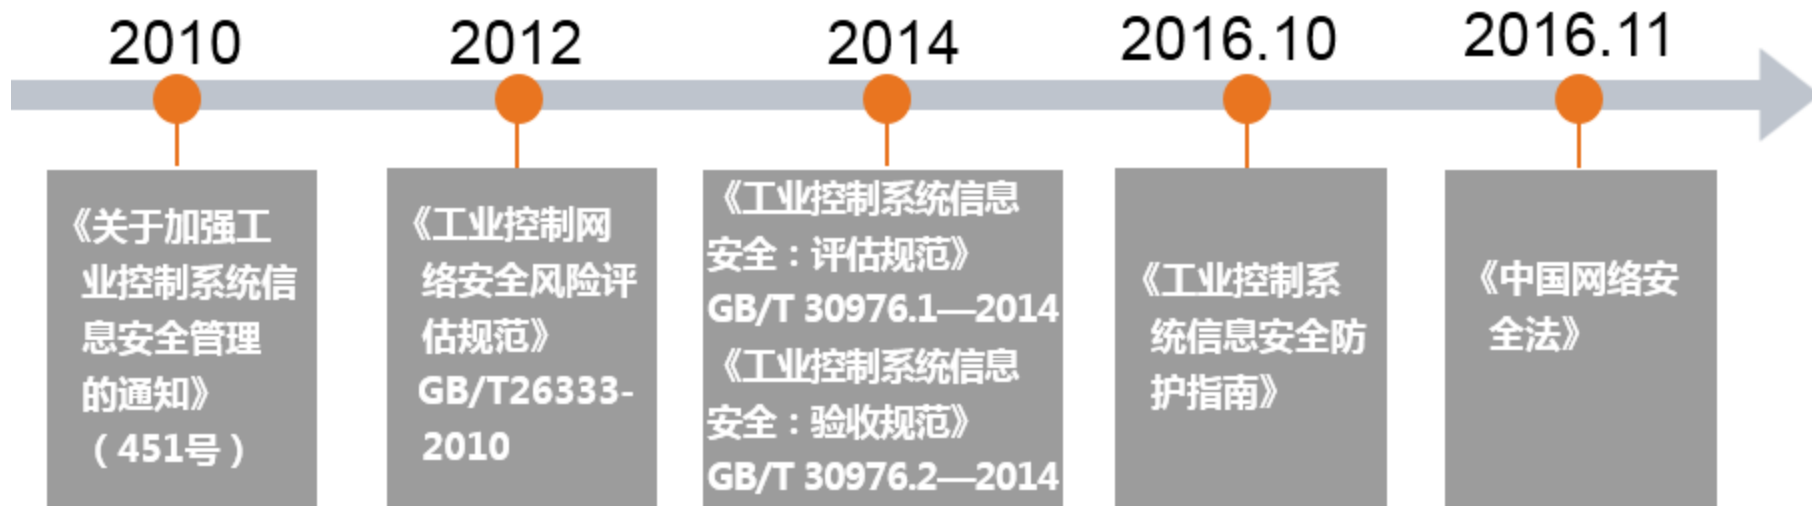 2010
2012
2014
2016.10
2016.11
《关于加强工
业控制系统信
息安全管理
的通知》
（451号）
《工业控制网
络安全风险评
估规范》
GB/T26333-
2010
《工业控制系统信息
安全：评估规范》
GB/T 30976.1—2014
《工业控制系统信息
安全：验收规范》
GB/T 30976.2—2014
《工业控制系
统信息安全防
护指南》
《中国网络安
全法》